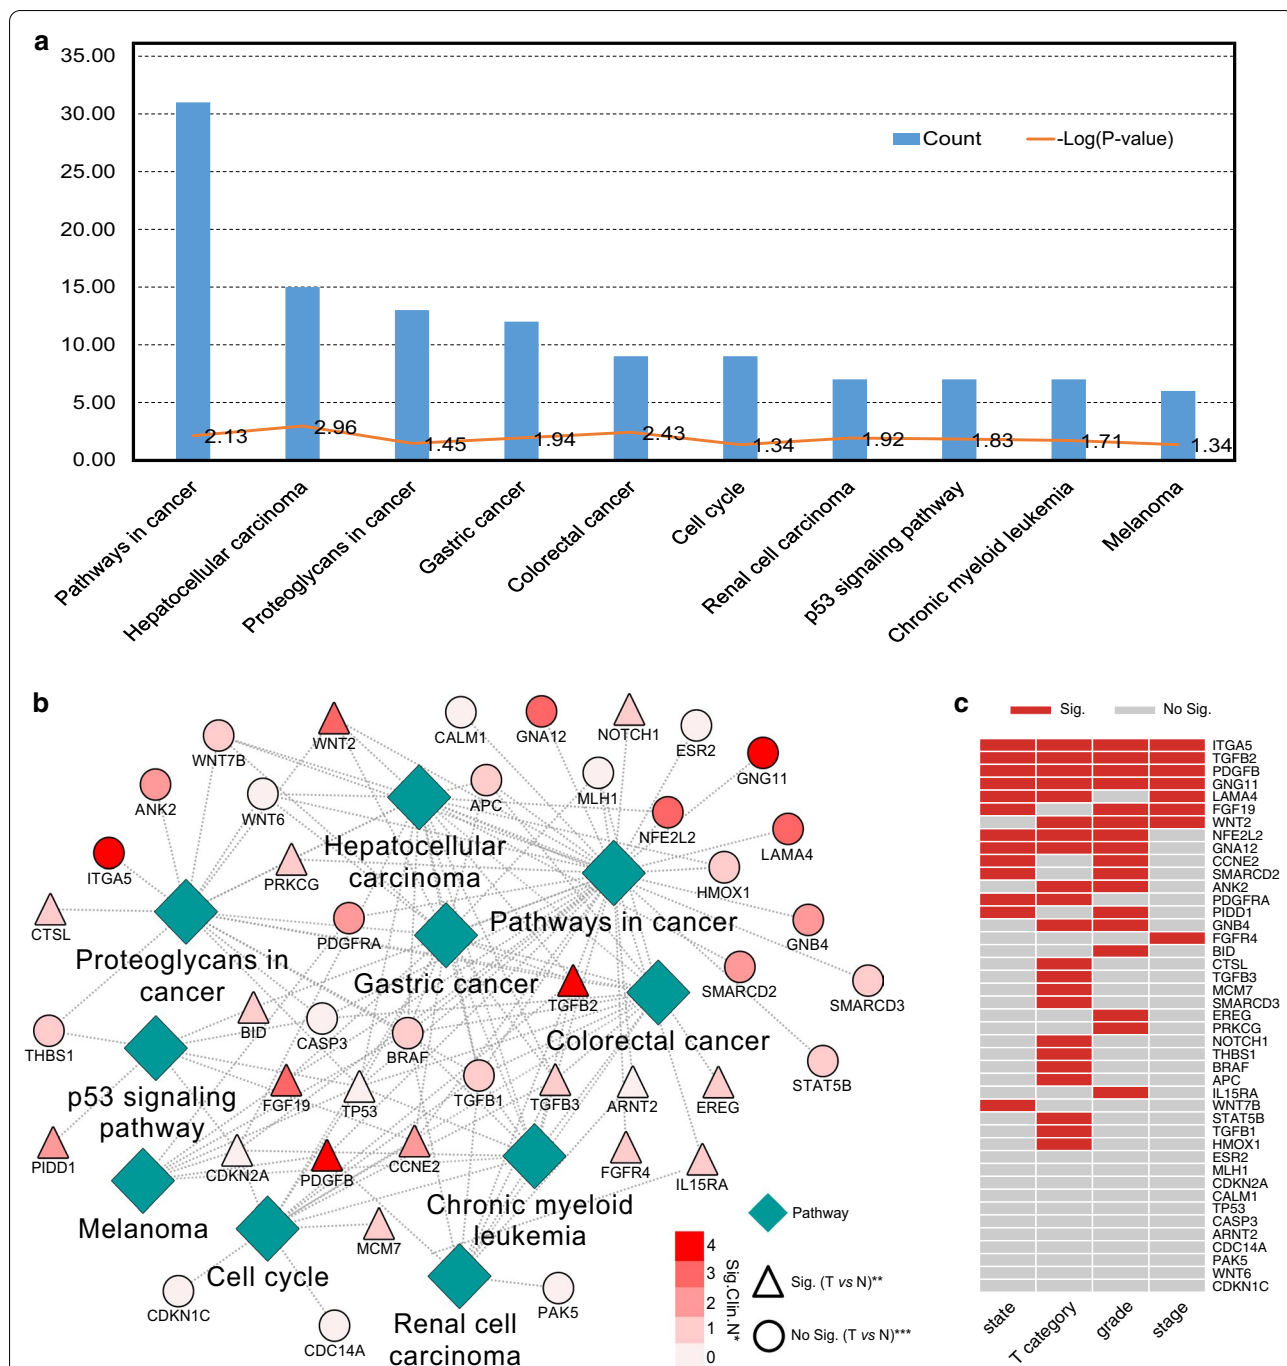 a
35.00
30.00
25.00
20.00
15.00
10.00
5.00
0.00
Count
-Log(P-value)
2.13
2.96
1.45
1.94
2.43
1.34
1.92
1.83
1.71
1.34
Pathways in cancer
Hepatocellular carcinoma
Proteoglycans in cancer
Gastric cancer
Colorectal cancer
Cell cycle
Renal cell carcinoma
p53 signaling pathway
Chronic myeloid leukemia
Melanoma
b
WNT7B
WNT2
CALM1
GNA12
NOTCH1
ESR2
GNG11
ANK2
WNT6
APC
MLH1
NFE2L2
LAMA4
Hepatocellular
carcinoma
ITGA5
PRKCG
HMOX1
CTSL
PDGFRA
Pathways in cancer
GNB4
Proteoglycans in
cancer
Gastric cancer
TGFB2
SMARCD2
SMARCD3
THBS1
BID
CASP3
BRAF
Colorectal cancer
STAT5B
p53 signaling
pathway
FGF19
TP53
TGFB1
TGFB3
ARNT2
EREG
PIDD1
CDKN2A
PDGFB
CCNE2
FGFR4
IL15RA
Melanoma
Chronic myeloid
leukemia
MCM7
Cell cycle
CDKN1C
CDC14A
Renal cell
carcinoma
PAK5
Pathway
Sig. (T vs N)**
No Sig. (T vs N)***
4
3
2
1
0
Sig.Clin.N*
c
Sig.
No Sig.
ITGA5
TGFB2
PDGFB
GNG11
LAMA4
FGF19
WNT2
NFE2L2
GNA12
CCNE2
SMARCD2
ANK2
PDGFRA
PIDD1
GNB4
FGFR4
BID
CTSL
TGFB3
MCM7
SMARCD3
EREG
PRKCG
NOTCH1
THBS1
BRAF
APC
IL15RA
WNT7B
STAT5B
TGFB1
HMOX1
ESR2
MLH1
CDKN2A
CALM1
TP53
CASP3
ARNT2
CDC14A
PAK5
WNT6
CDKN1C
state
T category
grade
stage